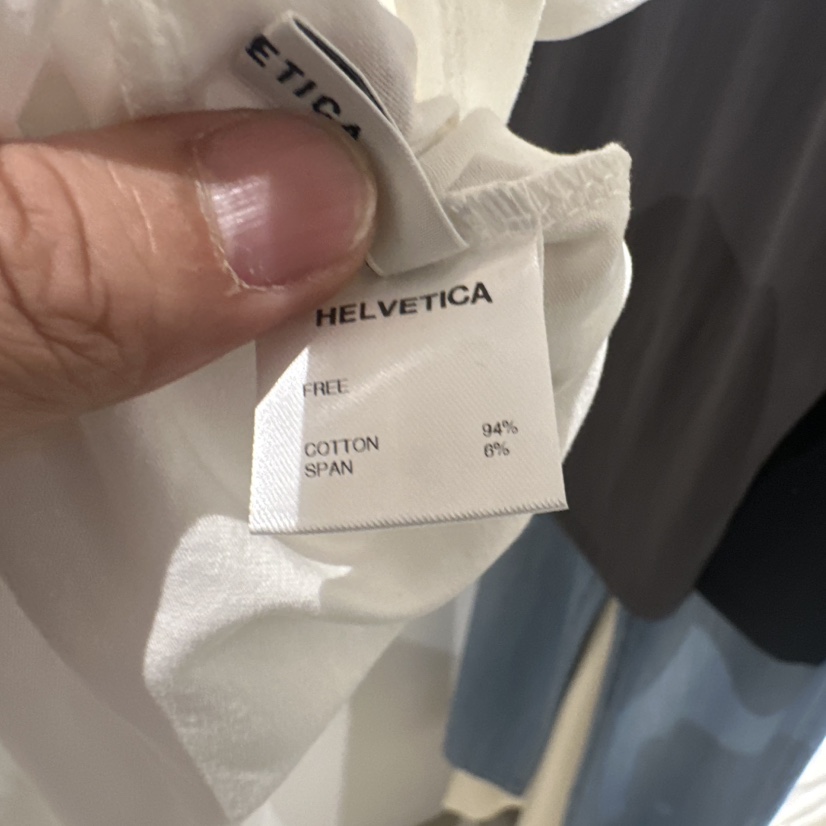 ETICA
HELVETICA
FREE
COTTON 94%
SPAN 6%